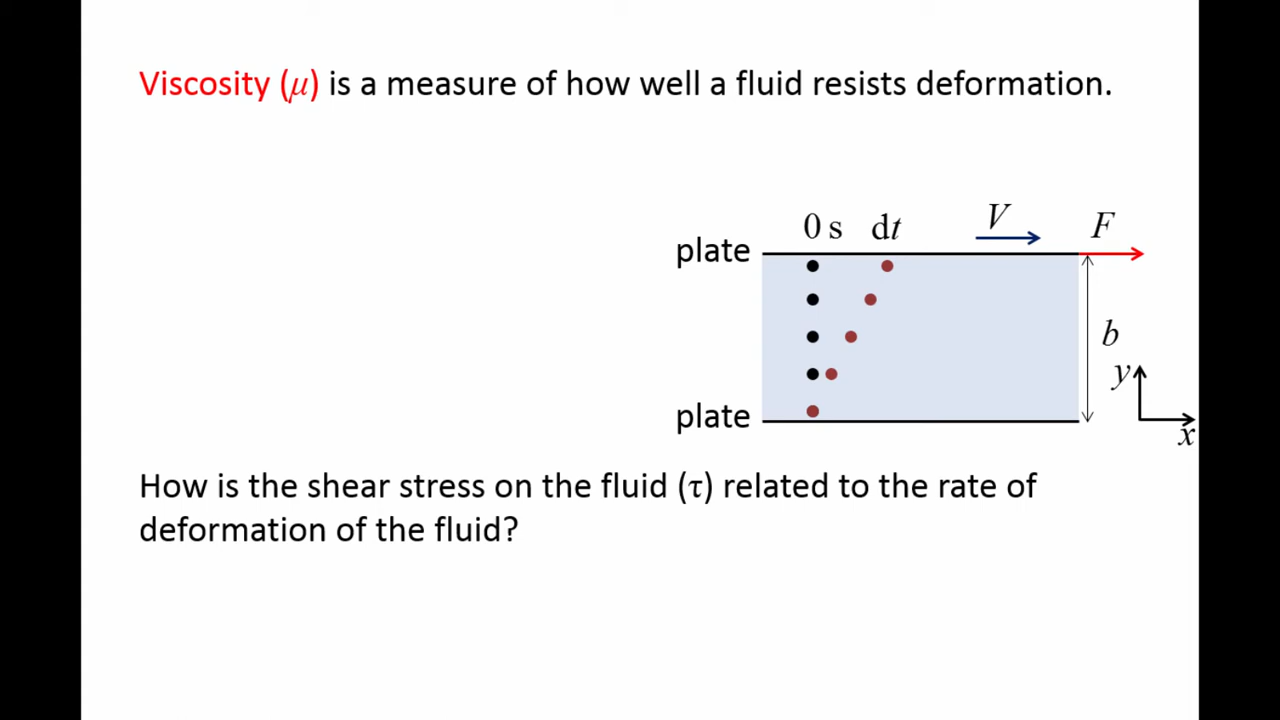 Viscosity (μ) is a measure of how well a fluid resists deformation.
0 s dt V F
plate
b
y
plate
x
How is the shear stress on the fluid (τ) related to the rate of
deformation of the fluid?